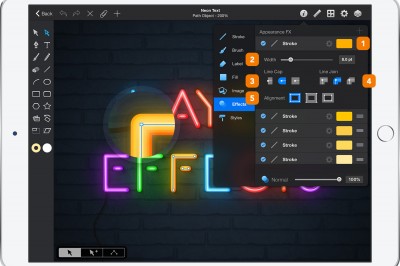 Back
Neon Text
Path Object - 200%
Appearance FX
Stroke
Stroke
1
Brush
2
Width
8.0 pt
Label
Line Cap
Line Join
Fill
3
4
Image
5
Alignment
Effects
Stroke
Styles
Stroke
Stroke
Stroke
Normal
100%
AY
EFFE